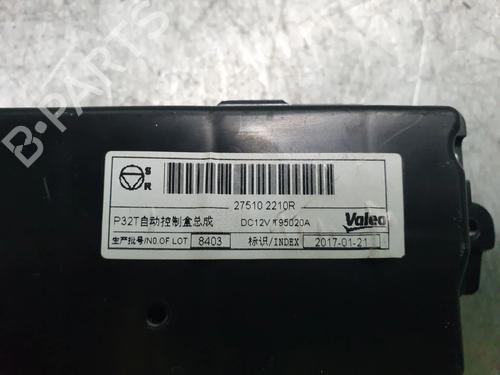 B-PARTS
S
R
27510 2210R
P32T自动控制盒总成 DC12V 95020A Valeo
生产批号/NO.OF LOT 8403 标识/INDEX 2017-01-21